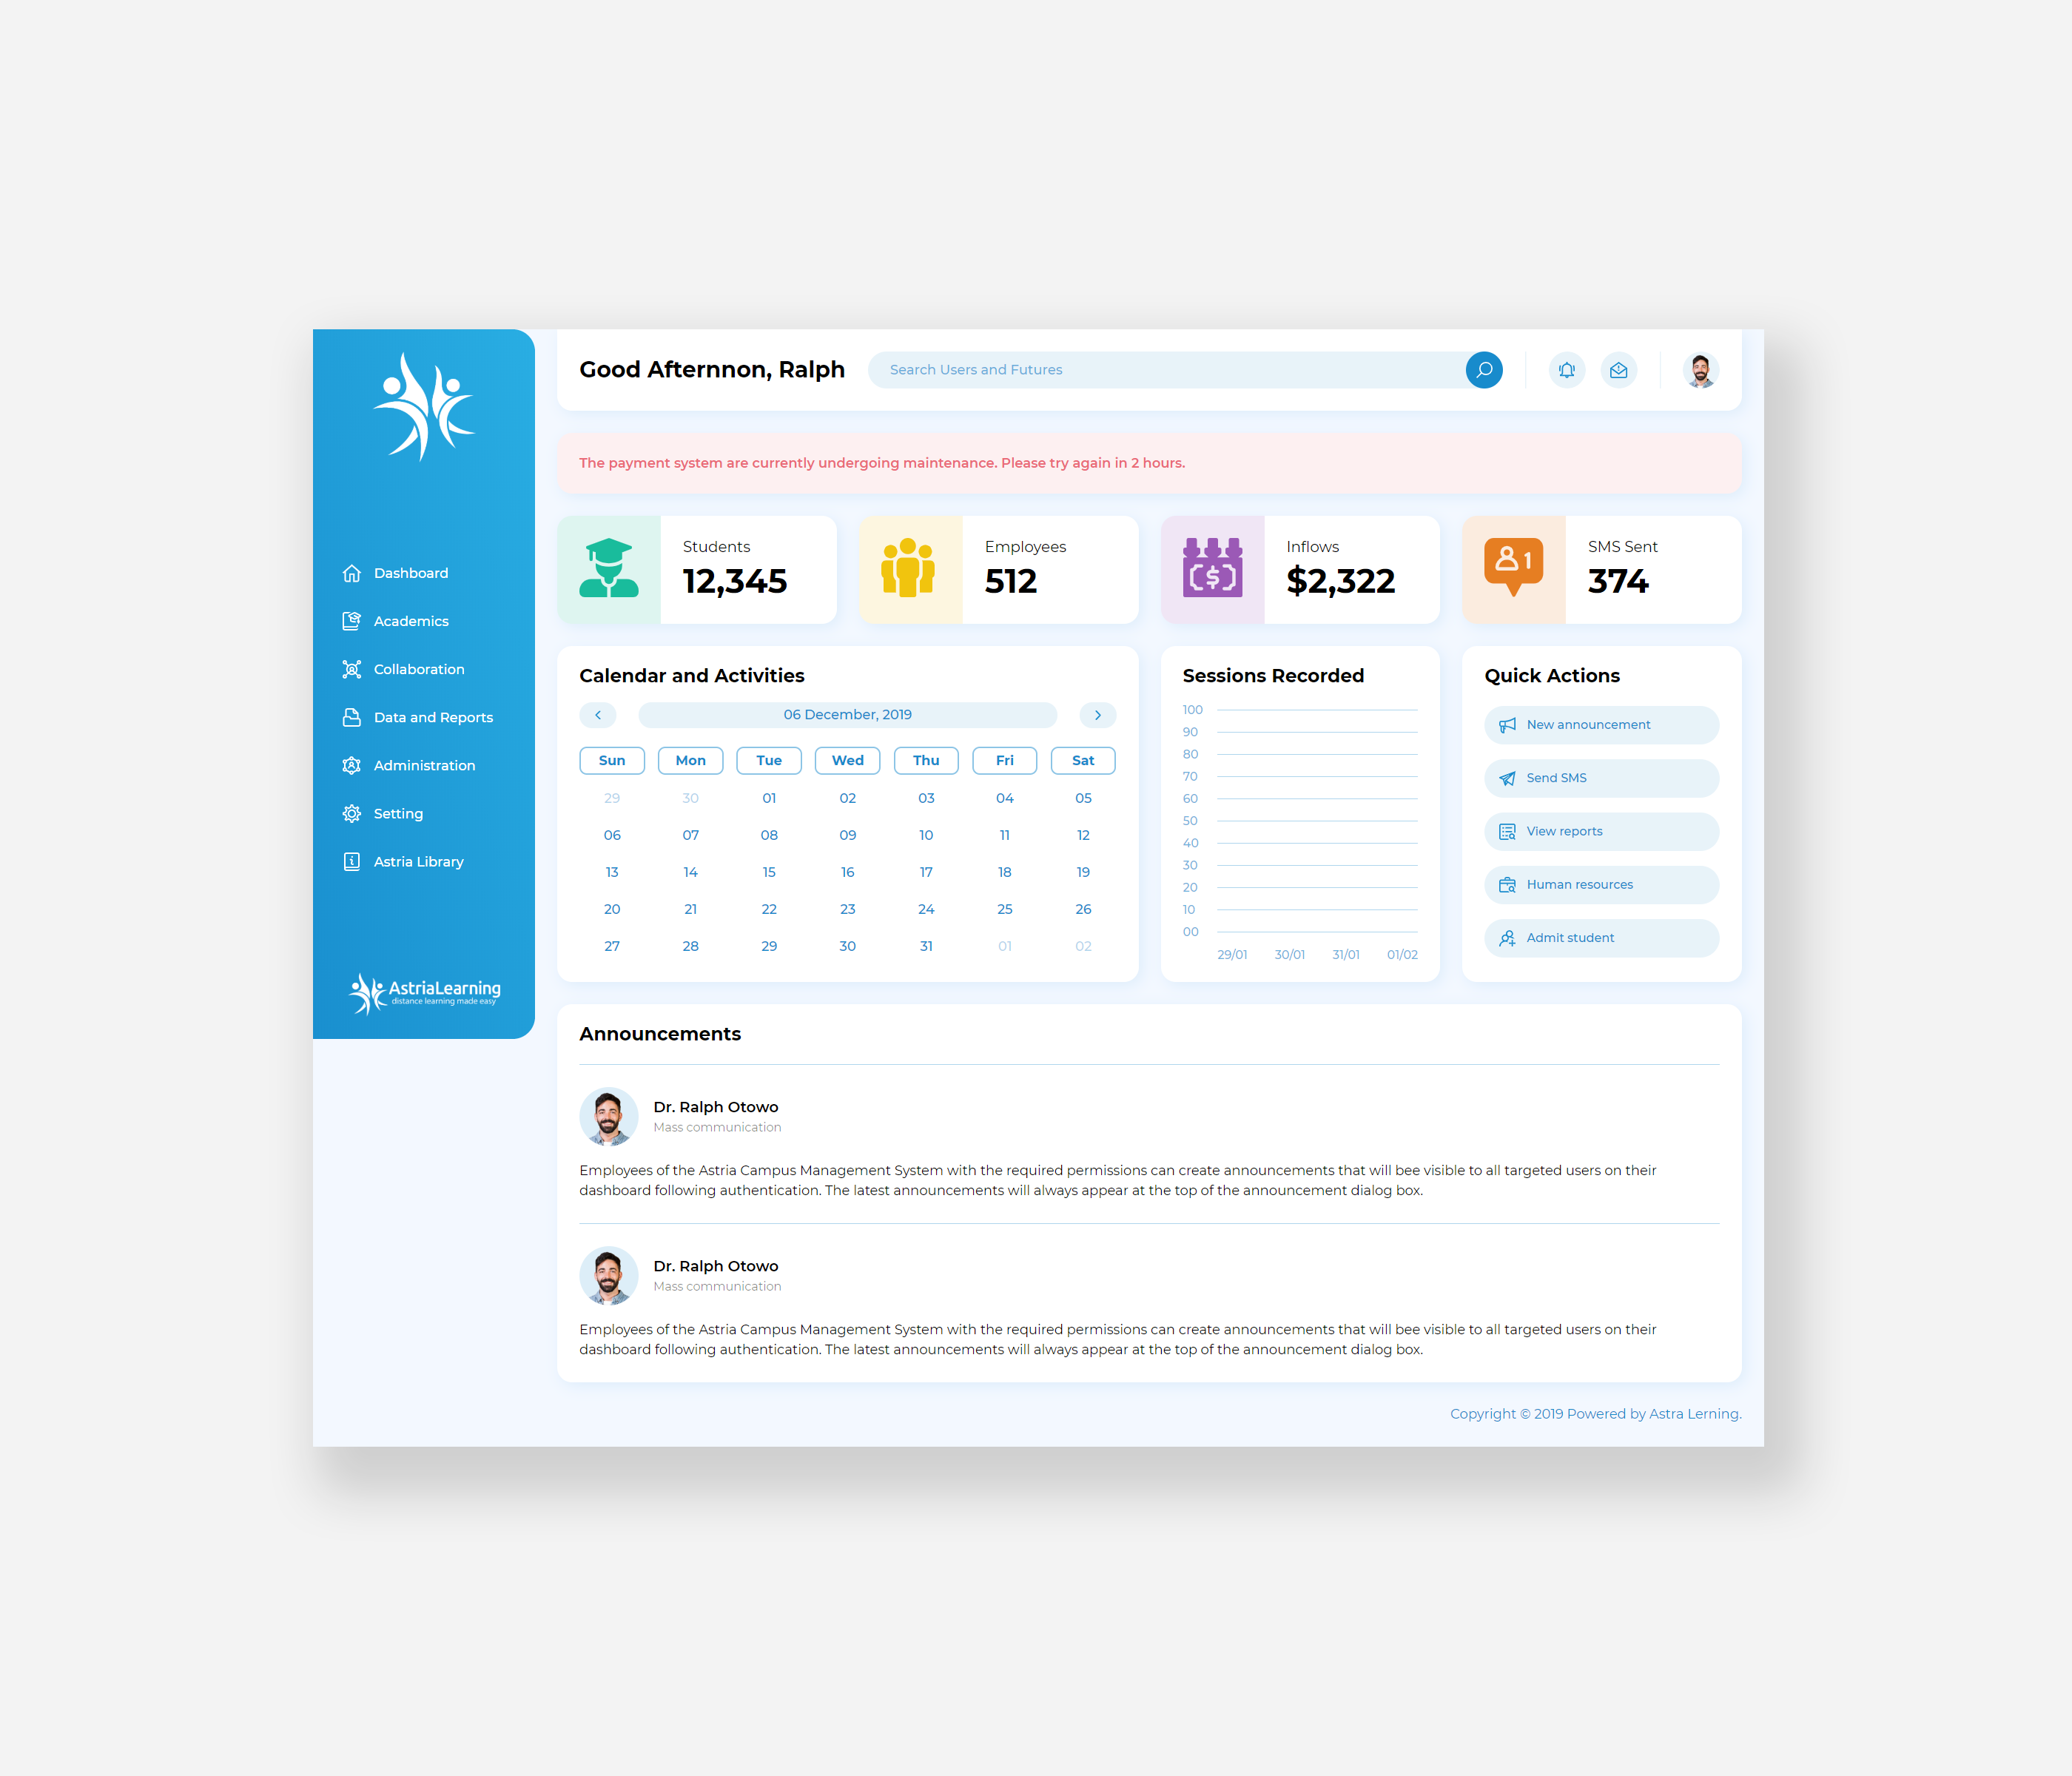 Good Afternnon, Ralph
Search Users and Futures
The payment system are currently undergoing maintenance. Please try again in 2 hours.
Dashboard
Academics
Collaboration
Data and Reports
Administration
Setting
Astria Library
AstriaLearning
distance learning made easy
Students
12,345
Employees
512
Inflows
$2,322
$
SMS Sent
374
1
Calendar and Activities
06 December, 2019
Sun Mon Tue Wed Thu Fri Sat
29 30 01 02 03 04 05
06 07 08 09 10 11 12
13 14 15 16 17 18 19
20 21 22 23 24 25 26
27 28 29 30 31 01 02
Sessions Recorded
100
90
80
70
60
50
40
30
20
10
00
29/01 30/01 31/01 01/02
Quick Actions
New announcement
Send SMS
View reports
Human resources
Admit student
Announcements
Dr. Ralph Otowo
Mass communication
Employees of the Astria Campus Management System with the required permissions can create announcements that will bee visible to all targeted users on their
dashboard following authentication. The latest announcements will always appear at the top of the announcement dialog box.
Dr. Ralph Otowo
Mass communication
Employees of the Astria Campus Management System with the required permissions can create announcements that will bee visible to all targeted users on their
dashboard following authentication. The latest announcements will always appear at the top of the announcement dialog box.
Copyright © 2019 Powered by Astra Lerning.